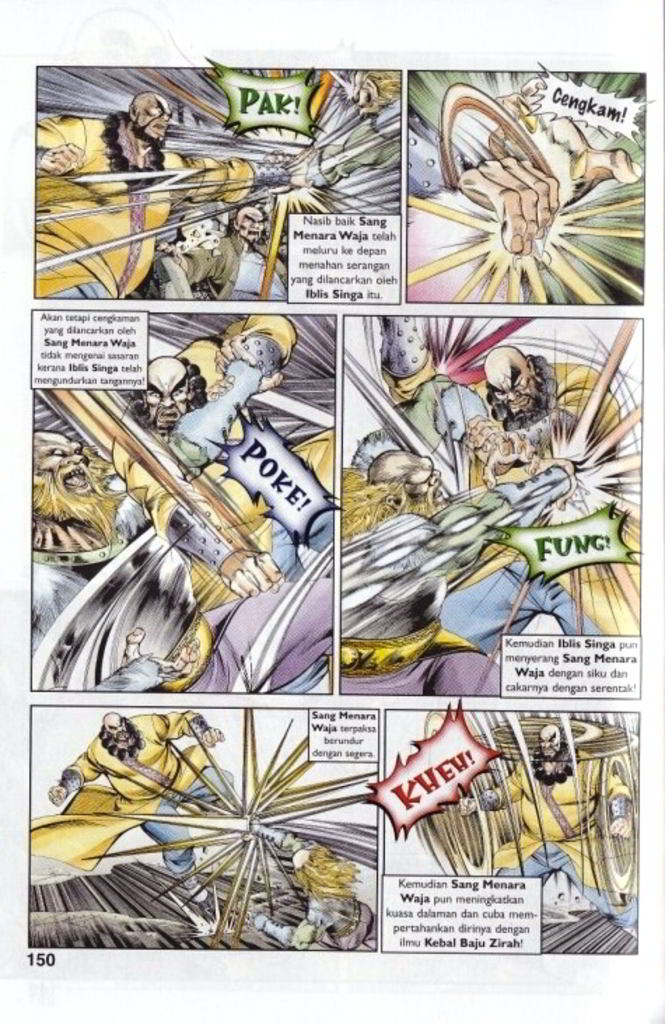 PAK!
Nasib baik Sang
Menara Waja telah
meluru ke depan
menahan serangan
yang dilancarkan oleh
Iblis Singa itu.
Cengkam!
Akan tetapi cengkaman
yang dilancarkan oleh
Sang Menara Waja
tidak mengenai sasaran
kerana Iblis Singa telah
mengundurkan tangannya!
POKE!
FUNG!
Kemudian Iblis Singa pun
menyerang Sang Menara
Waja dengan siku dan
cakarnya dengan serentak!
Sang Menara
Waja terpaksa
berundur
dengan segera.
KHEH!
Kemudian Sang Menara
Waja pun meningkatkan
kuasa dalaman dan cuba mem-
pertahankan dirinya dengan
ilmu Kebal Baju Zirah!
150